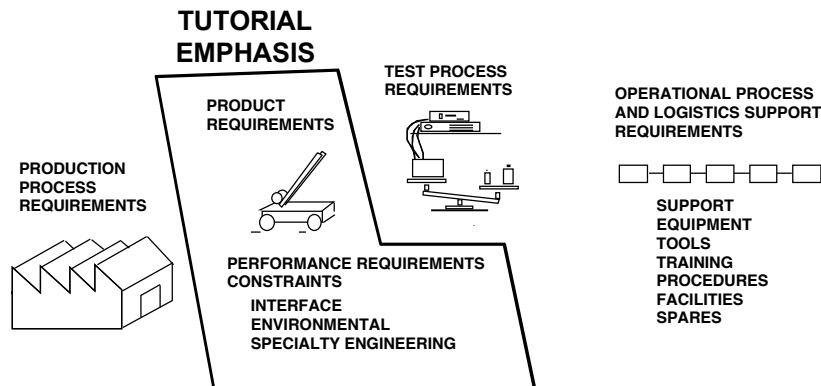 TUTORIAL
EMPHASIS
PRODUCTION
PROCESS
REQUIREMENTS
PRODUCT
REQUIREMENTS
PERFORMANCE REQUIREMENTS
CONSTRAINTS
INTERFACE
ENVIRONMENTAL
SPECIALTY ENGINEERING
TEST PROCESS
REQUIREMENTS
OPERATIONAL PROCESS
AND LOGISTICS SUPPORT
REQUIREMENTS
SUPPORT
EQUIPMENT
TOOLS
TRAINING
PROCEDURES
FACILITIES
SPARES